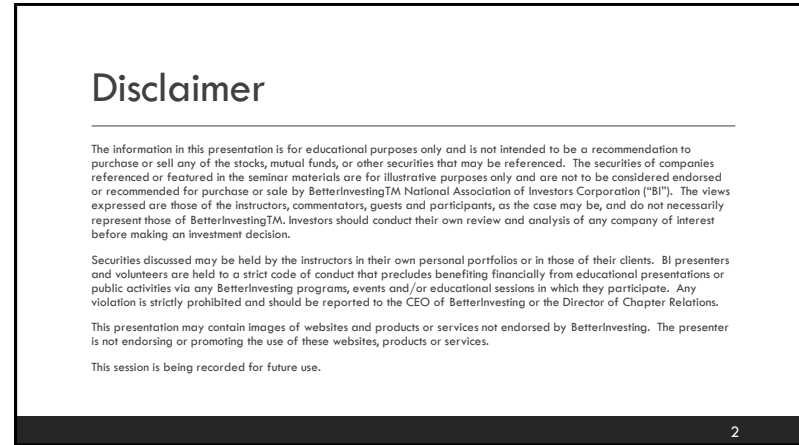 Disclaimer
The information in this presentation is for educational purposes only and is not intended to be a recommendation to
purchase or sell any of the stocks, mutual funds, or other securities that may be referenced.  The securities of companies
referenced or featured in the seminar materials are for illustrative purposes only and are not to be considered endorsed
or recommended for purchase or sale by BetterInvestingTM National Association of Investors Corporation (“BI”).  The views
expressed are those of the instructors, commentators, guests and participants, as the case may be, and do not necessarily
represent those of BetterInvestingTM. Investors should conduct their own review and analysis of any company of interest
before making an investment decision.
Securities discussed may be held by the instructors in their own personal portfolios or in those of their clients.  BI presenters
and volunteers are held to a strict code of conduct that precludes benefiting financially from educational presentations or
public activities via any BetterInvesting programs, events and/or educational sessions in which they participate.  Any
violation is strictly prohibited and should be reported to the CEO of BetterInvesting or the Director of Chapter Relations.
This presentation may contain images of websites and products or services not endorsed by BetterInvesting.  The presenter
is not endorsing or promoting the use of these websites, products or services.
This session is being recorded for future use.
2